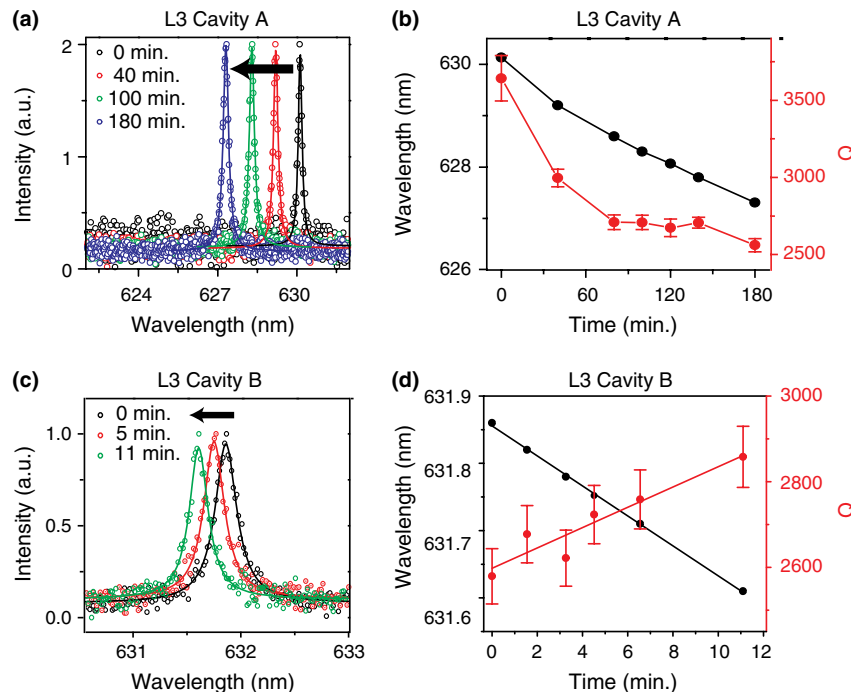 (a)
L3 Cavity A
2
1
0
Intensity (a.u.)
0 min.
40 min.
100 min.
180 min.
624
627
630
Wavelength (nm)
(b)
L3 Cavity A
630
628
626
Wavelength (nm)
3500
3000
2500
Q
0
60
120
180
Time (min.)
(c)
L3 Cavity B
1.0
0.5
0.0
Intensity (a.u.)
0 min.
5 min.
11 min.
631
632
633
Wavelength (nm)
(d)
L3 Cavity B
631.9
631.8
631.7
631.6
Wavelength (nm)
3000
2800
2600
Q
0
2
4
6
8
10
12
Time (min.)